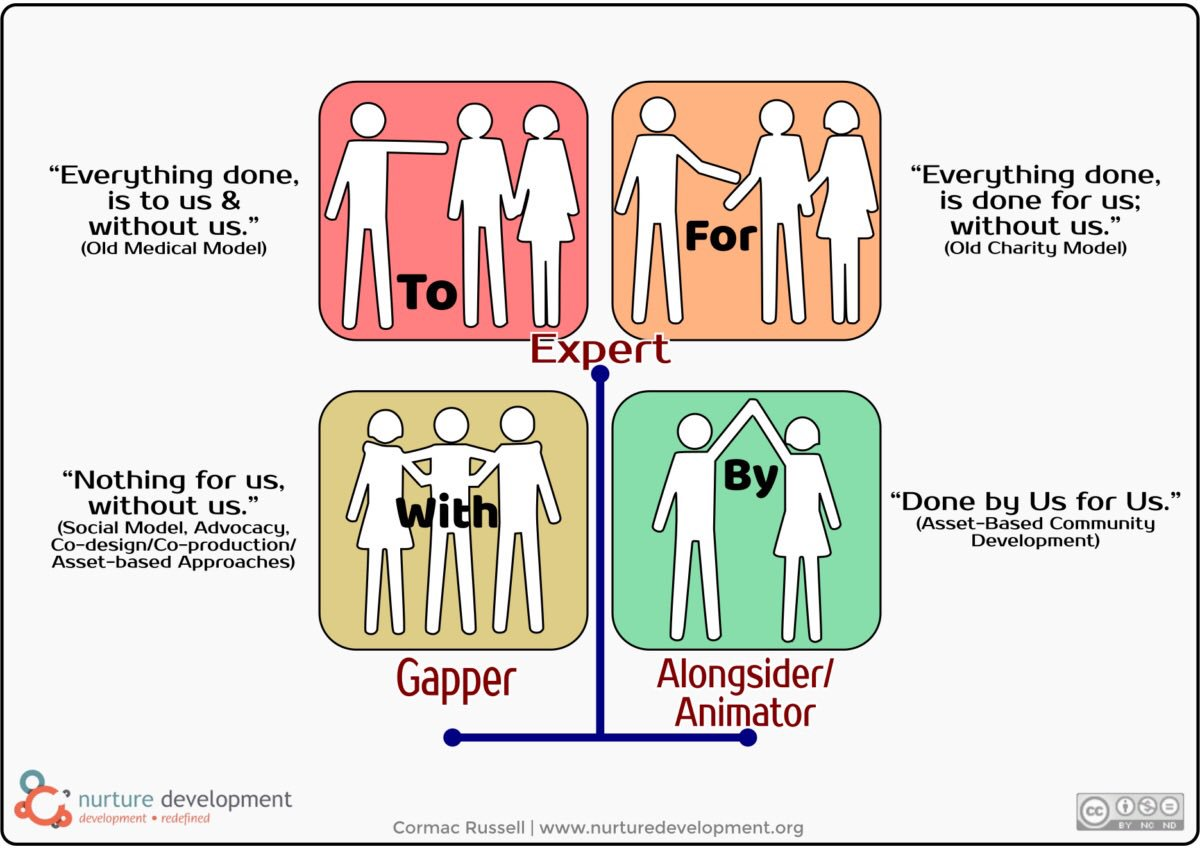 “Everything done,
is to us &
without us.”
(Old Medical Model)
To
For
“Everything done,
is done for us;
without us.”
(Old Charity Model)
Expert
“Nothing for us,
without us.”
(Social Model, Advocacy,
Co-design/Co-production/
Asset-based Approaches)
With
By
“Done by Us for Us.”
(Asset-Based Community
Development)
Gapper
Alongsider/
Animator
nurture development
development • redefined
Cormac Russell | www.nurturedevelopment.org
cc
BY NC ND